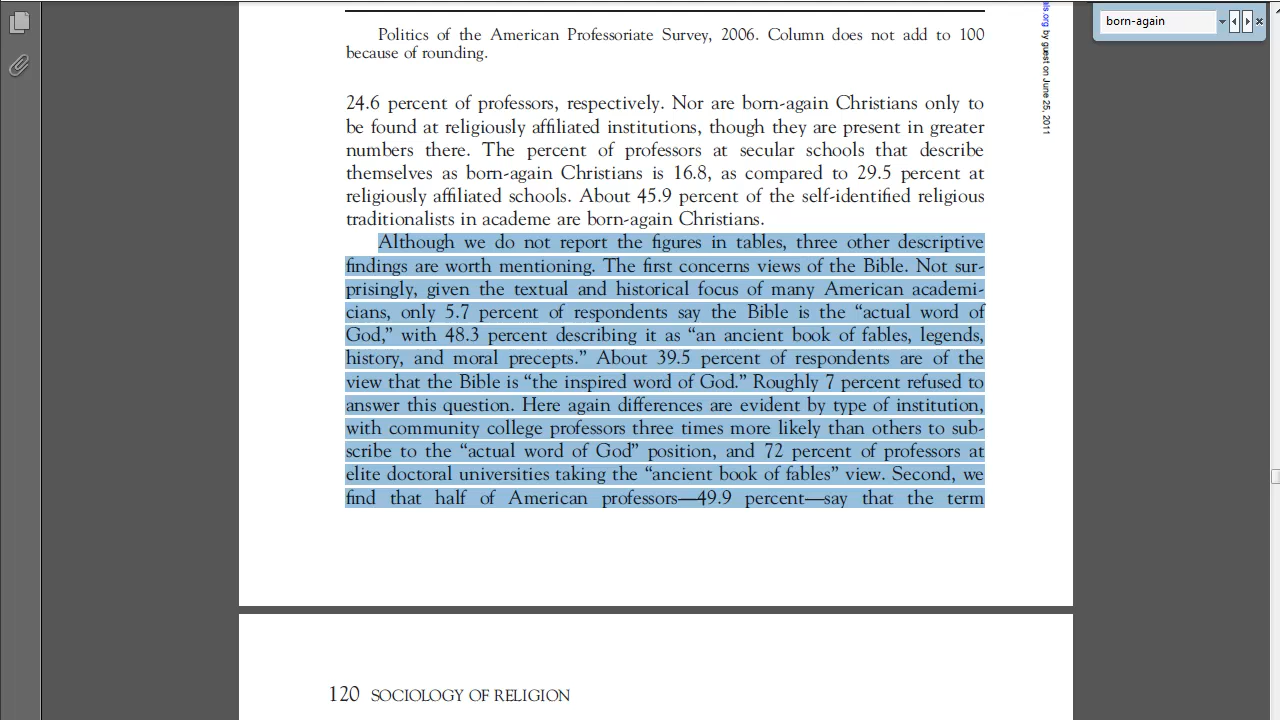 born-again
als.org by guest on June 25, 2011
Politics of the American Professoriate Survey, 2006. Column does not add to 100
because of rounding.
24.6 percent of professors, respectively. Nor are born-again Christians only to
be found at religiously affiliated institutions, though they are present in greater
numbers there. The percent of professors at secular schools that describe
themselves as born-again Christians is 16.8, as compared to 29.5 percent at
religiously affiliated schools. About 45.9 percent of the self-identified religious
traditionalists in academe are born-again Christians.
Although we do not report the figures in tables, three other descriptive
findings are worth mentioning. The first concerns views of the Bible. Not sur-
prisingly, given the textual and historical focus of many American academi-
cians, only 5.7 percent of respondents say the Bible is the “actual word of
God,” with 48.3 percent describing it as “an ancient book of fables, legends,
history, and moral precepts.” About 39.5 percent of respondents are of the
view that the Bible is “the inspired word of God.” Roughly 7 percent refused to
answer this question. Here again differences are evident by type of institution,
with community college professors three times more likely than others to sub-
scribe to the “actual word of God” position, and 72 percent of professors at
elite doctoral universities taking the “ancient book of fables” view. Second, we
find that half of American professors—49.9 percent—say that the term
120 SOCIOLOGY OF RELIGION